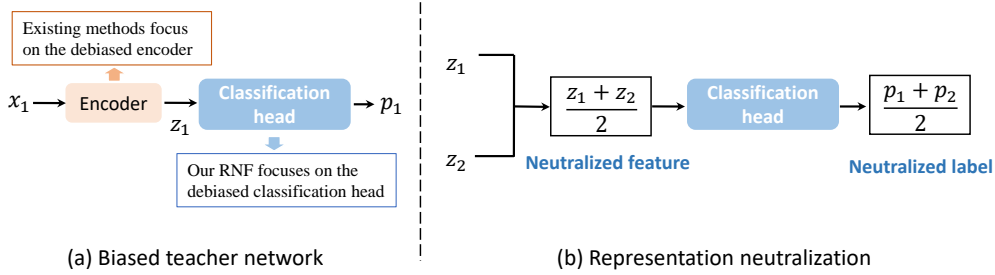 Existing methods focus
on the debiased encoder
x₁
Encoder
z₁
Classification
head
p₁
Our RNF focuses on the
debiased classification head
(a) Biased teacher network
z₁
z₂
z₁ + z₂
2
Neutralized feature
Classification
head
p₁ + p₂
2
Neutralized label
(b) Representation neutralization